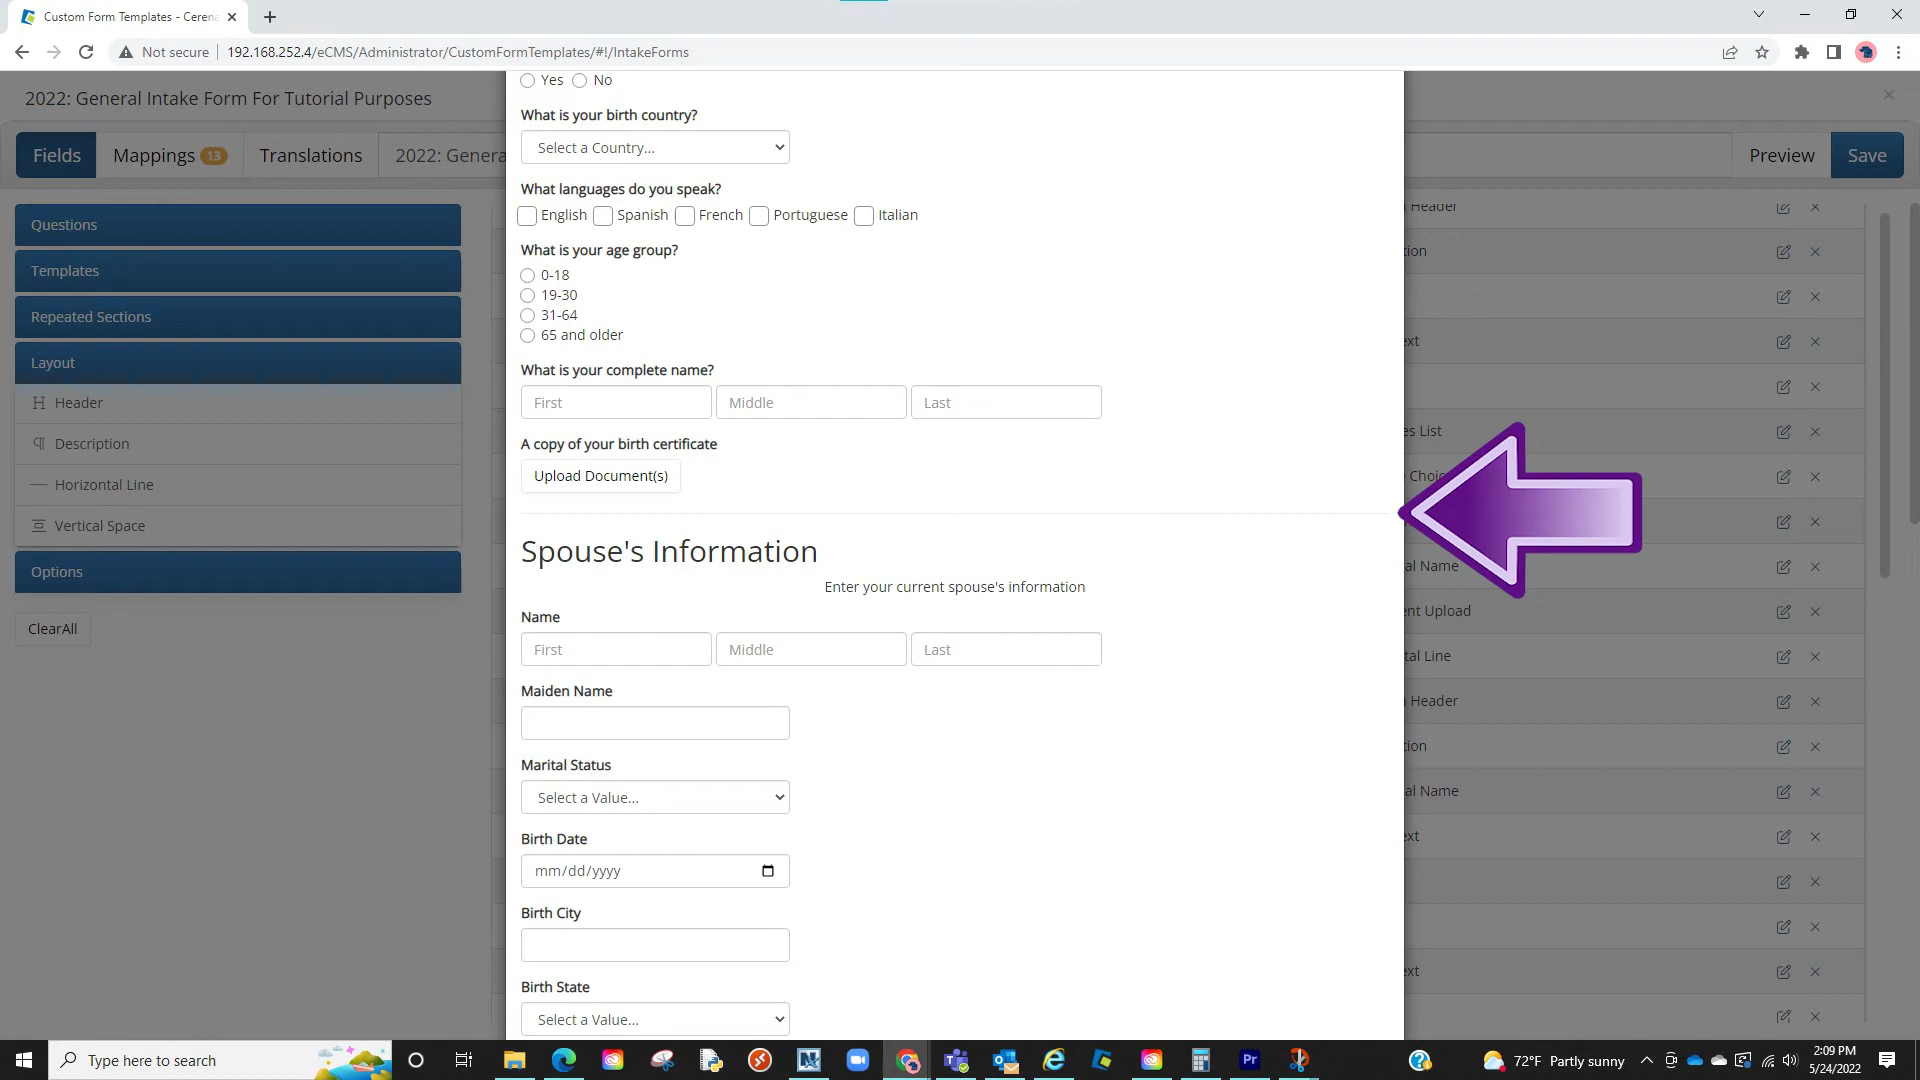 Custom Form Templates - Cerena
Not secure 192.168.252.4/eCMS/Administrator/CustomFormTemplates/#!/IntakeForms
2022: General Intake Form For Tutorial Purposes
Fields
Mappings 13
Translations
2022: Genera
Preview
Save
Questions
Templates
Repeated Sections
Layout
Header
Description
Horizontal Line
Vertical Space
Options
ClearAll
Yes No
What is your birth country?
Select a Country...
What languages do you speak?
English Spanish French Portuguese Italian
What is your age group?
0-18
19-30
31-64
65 and older
What is your complete name?
First Middle Last
A copy of your birth certificate
Upload Document(s)
Spouse's Information
Enter your current spouse's information
Name
First Middle Last
Maiden Name
Marital Status
Select a Value...
Birth Date
mm/dd/yyyy
Birth City
Birth State
Select a Value...
Header
tion
ext
es List
Choic
al Name
ent Upload
tal Line
Header
tion
al Name
ext
ext
Type here to search
Pr
72°F Partly sunny
2:09 PM
5/24/2022